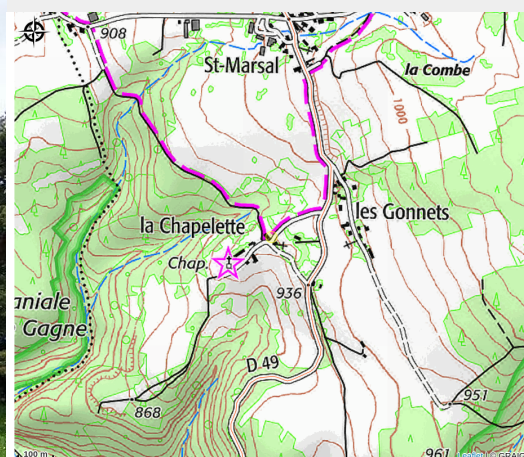 908
St-Marsal
la Combe
1000
les Gonnets
la Chapelette
Chap.
936
aniale
Gagne
D.49
951
868
961
100 m
Leaflet